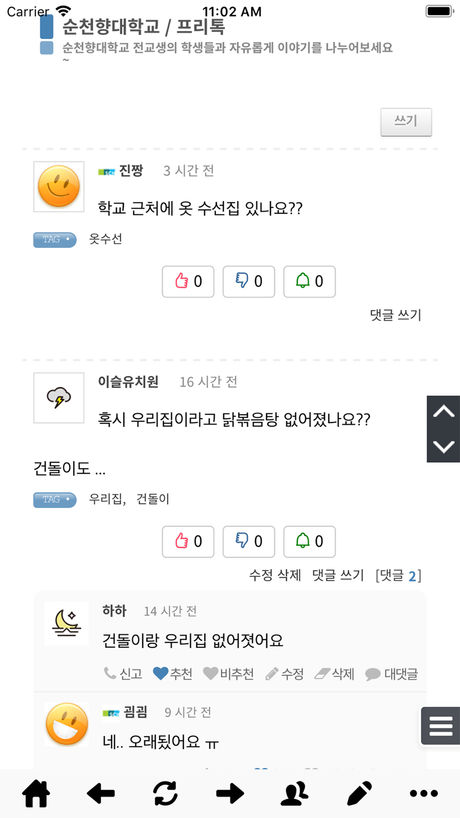 Carrier 11:02 AM
순천향대학교 / 프리톡
순천향대학교 전교생의 학생들과 자유롭게 이야기를 나누어보세요
~
쓰기
진짱 3 시간 전
학교 근처에 옷 수선집 있나요??
TAG 옷수선
0 0 0
댓글 쓰기
이슬유치원 16 시간 전
혹시 우리집이라고 닭볶음탕 없어졌나요??
건돌이도 ...
TAG 우리집, 건돌이
0 0 0
수정 삭제 댓글 쓰기 [댓글 2]
하하 14 시간 전
건돌이랑 우리집 없어졋어요
신고 추천 비추천 수정 삭제 대댓글
굄굄 9 시간 전
네.. 오래됬어요 ㅠ